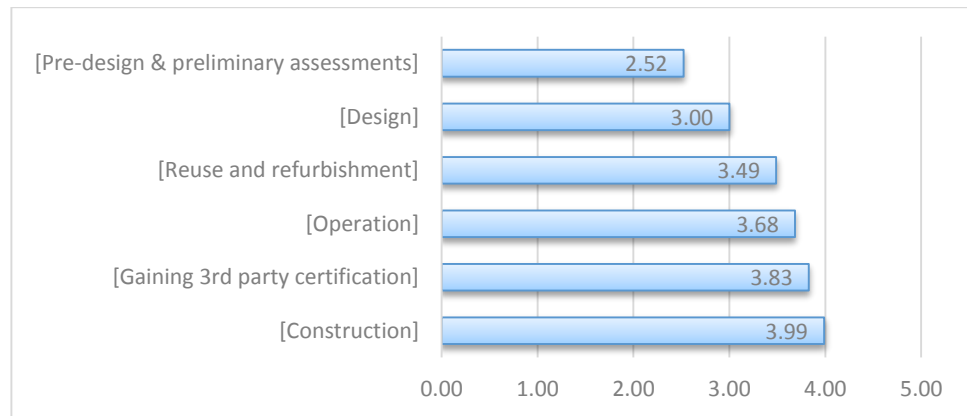 [Pre-design & preliminary assessments] 2.52
[Design] 3.00
[Reuse and refurbishment] 3.49
[Operation] 3.68
[Gaining 3rd party certification] 3.83
[Construction] 3.99
0.00 1.00 2.00 3.00 4.00 5.00